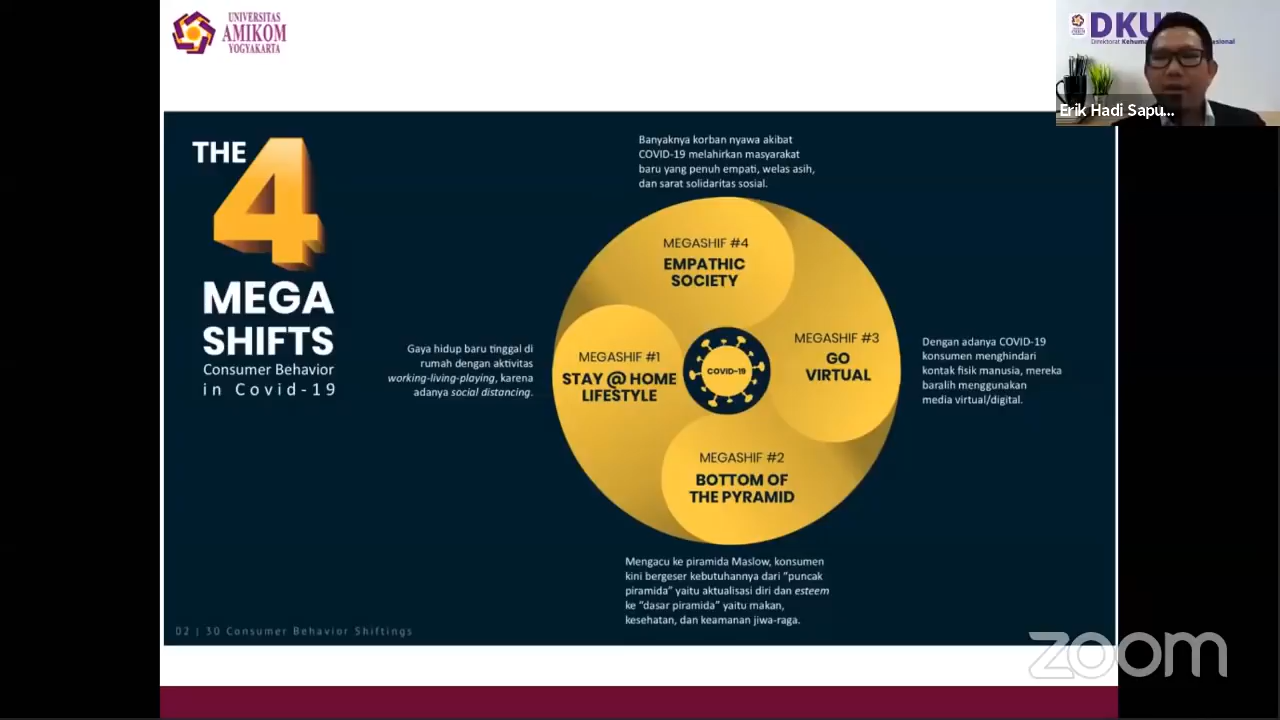 UNIVERSITAS
AMIKOM
YOGYAKARTA
DKU
Direktorat
Erik Hadi Sapu...
THE
4
MEGA
SHIFTS
Consumer Behavior
in Covid-19
Banyaknya korban nyawa akibat
COVID-19 melahirkan masyarakat
baru yang penuh empati, welas asih,
dan sarat solidaritas sosial.
MEGASHIF #4
EMPATHIC
SOCIETY
Gaya hidup baru tinggal di
rumah dengan aktivitas
working-living-playing, karena
adanya social distancing.
MEGASHIF #1
STAY @ HOME
LIFESTYLE
COVID-19
MEGASHIF #3
GO
VIRTUAL
Dengan adanya COVID-19
konsumen menghindari
kontak fisik manusia, mereka
baralih menggunakan
media virtual/digital.
MEGASHIF #2
BOTTOM OF
THE PYRAMID
Mengacu ke piramida Maslow, konsumen
kini bergeser kebutuhannya dari “puncak
piramida” yaitu aktualisasi diri dan esteem
ke “dasar piramida” yaitu makan,
kesehatan, dan keamanan jiwa-raga.
02 | 30 Consumer Behavior Shiftings
zoom